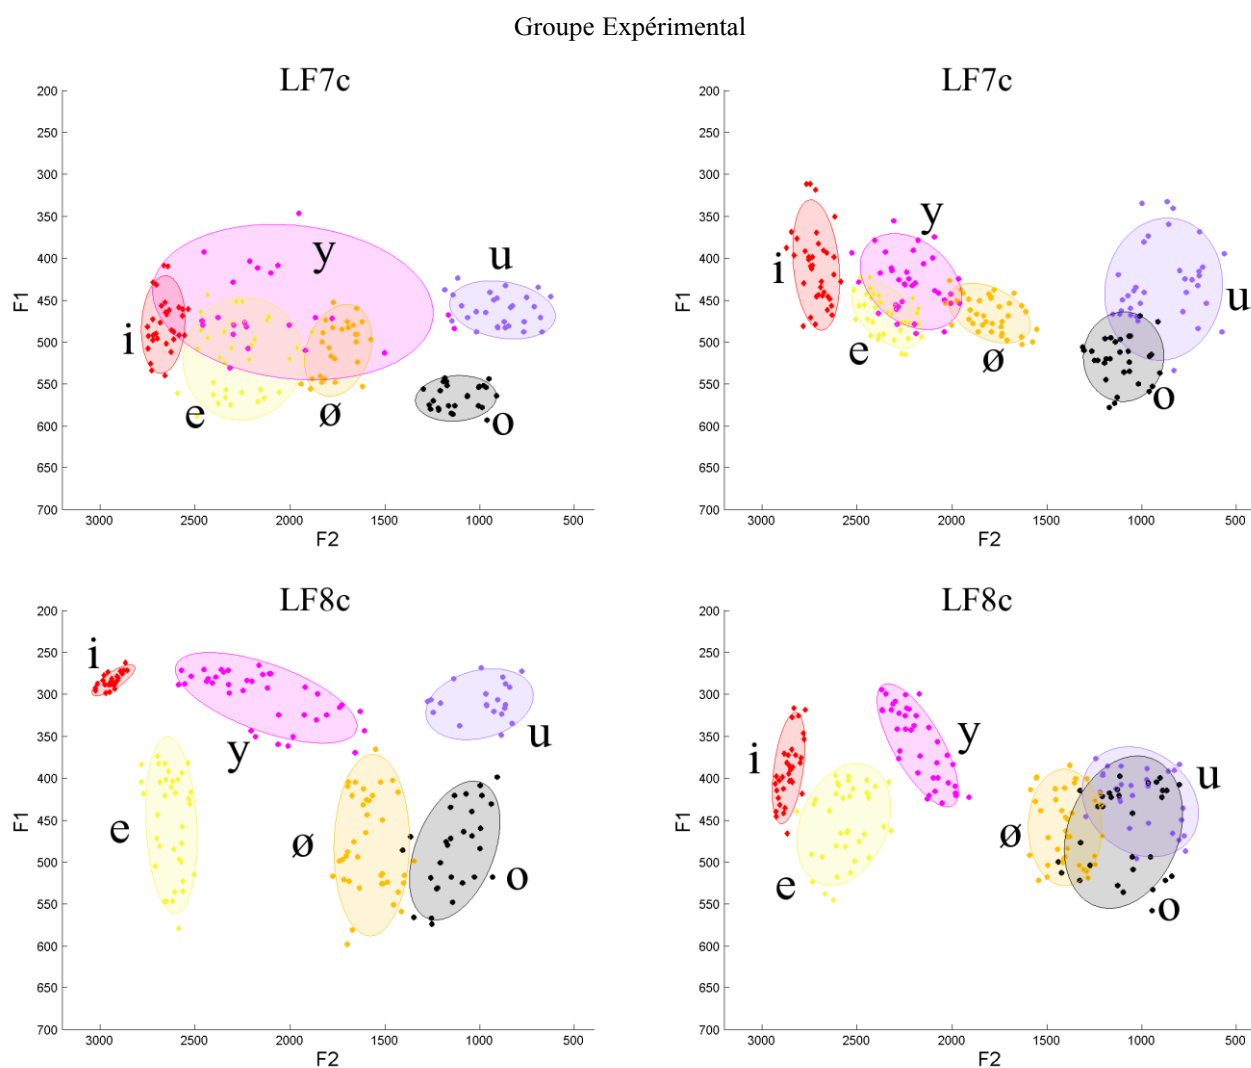 Groupe Expérimental
LF7c
200
250
300
350
400
450
500
550
600
650
700
F1
3000
2500
2000
1500
1000
500
F2
i
y
u
e
ø
o
LF7c
200
250
300
350
400
450
500
550
600
650
700
F1
3000
2500
2000
1500
1000
500
F2
i
y
u
e
ø
o
LF8c
200
250
300
350
400
450
500
550
600
650
700
F1
3000
2500
2000
1500
1000
500
F2
i
y
u
e
ø
o
LF8c
200
250
300
350
400
450
500
550
600
650
700
F1
3000
2500
2000
1500
1000
500
F2
i
y
u
e
ø
o